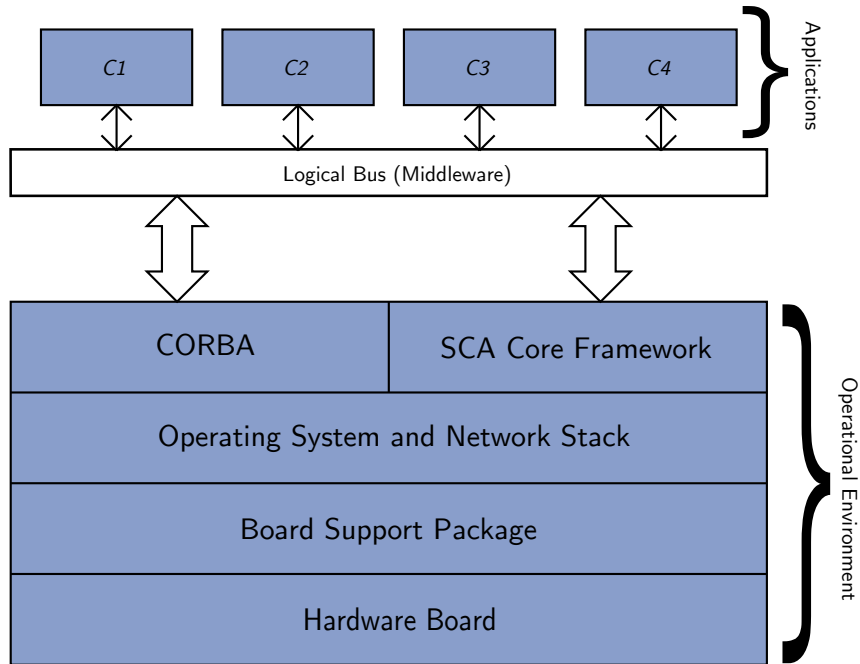 C1
C2
C3
C4
Applications
Logical Bus (Middleware)
CORBA
SCA Core Framework
Operating System and Network Stack
Board Support Package
Hardware Board
Operational Environment